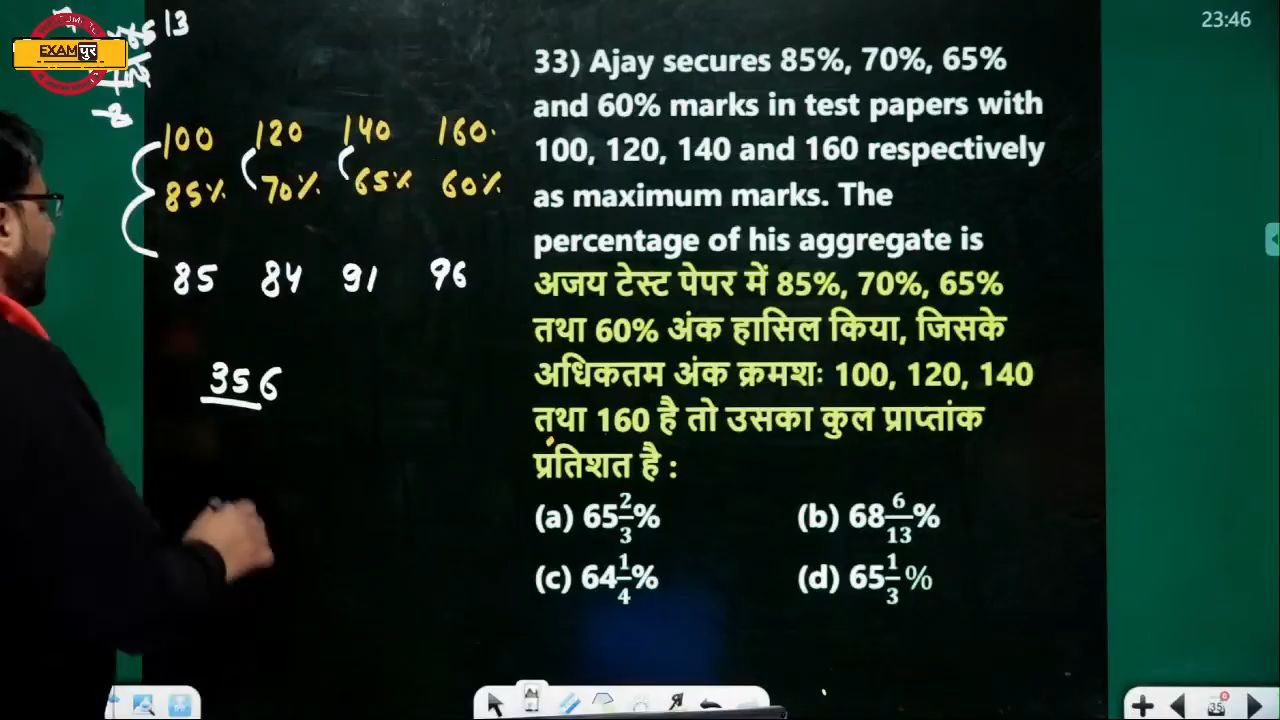 23:46
EXAM पुर
13
100 120 140 160
85% 70% 65% 60%
85 84 91 96
356
33) Ajay secures 85%, 70%, 65%
and 60% marks in test papers with
100, 120, 140 and 160 respectively
as maximum marks. The
percentage of his aggregate is
अजय टेस्ट पेपर में 85%, 70%, 65%
तथा 60% अंक हासिल किया, जिसके
अधिकतम अंक क्रमशः 100, 120, 140
तथा 160 है तो उसका कुल प्राप्तांक
प्रतिशत है :
(a) 65 2/3% (b) 68 6/13%
(c) 64 1/4% (d) 65 1/3%
35